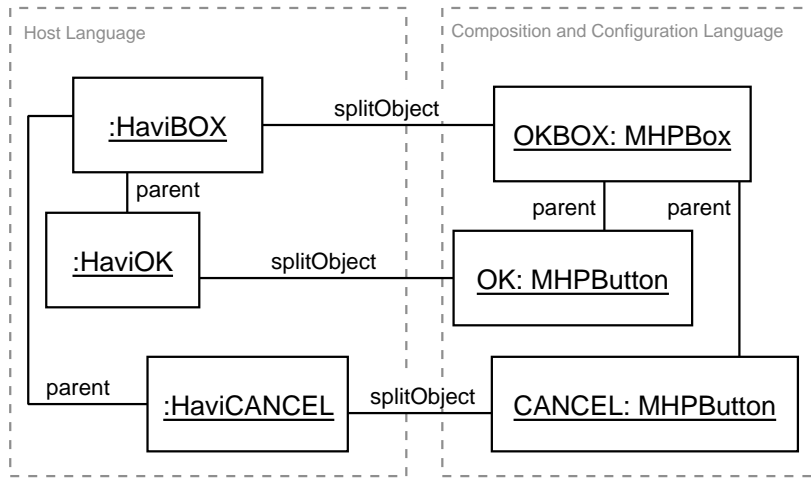 Host Language
Composition and Configuration Language
:HaviBOX
splitObject
OKBOX: MHPBox
parent
parent
parent
:HaviOK
splitObject
OK: MHPButton
parent
:HaviCANCEL
splitObject
CANCEL: MHPButton